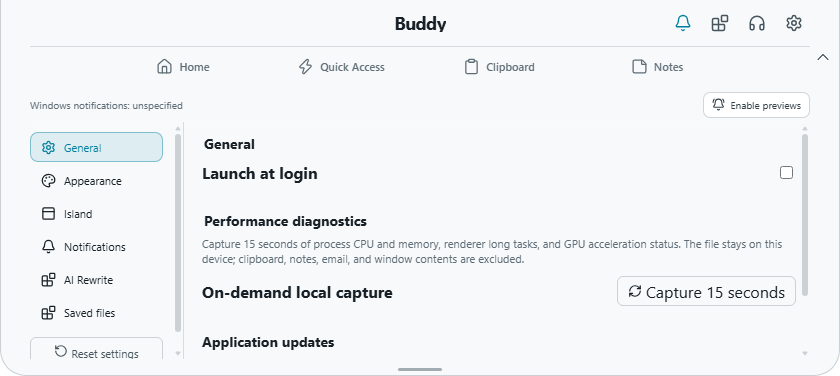 Buddy
Home
Quick Access
Clipboard
Notes
Windows notifications: unspecified
Enable previews
General
Appearance
Island
Notifications
AI Rewrite
Saved files
Reset settings
General
Launch at login
Performance diagnostics
Capture 15 seconds of process CPU and memory, renderer long tasks, and GPU acceleration status. The file stays on this
device; clipboard, notes, email, and window contents are excluded.
On-demand local capture
Capture 15 seconds
Application updates